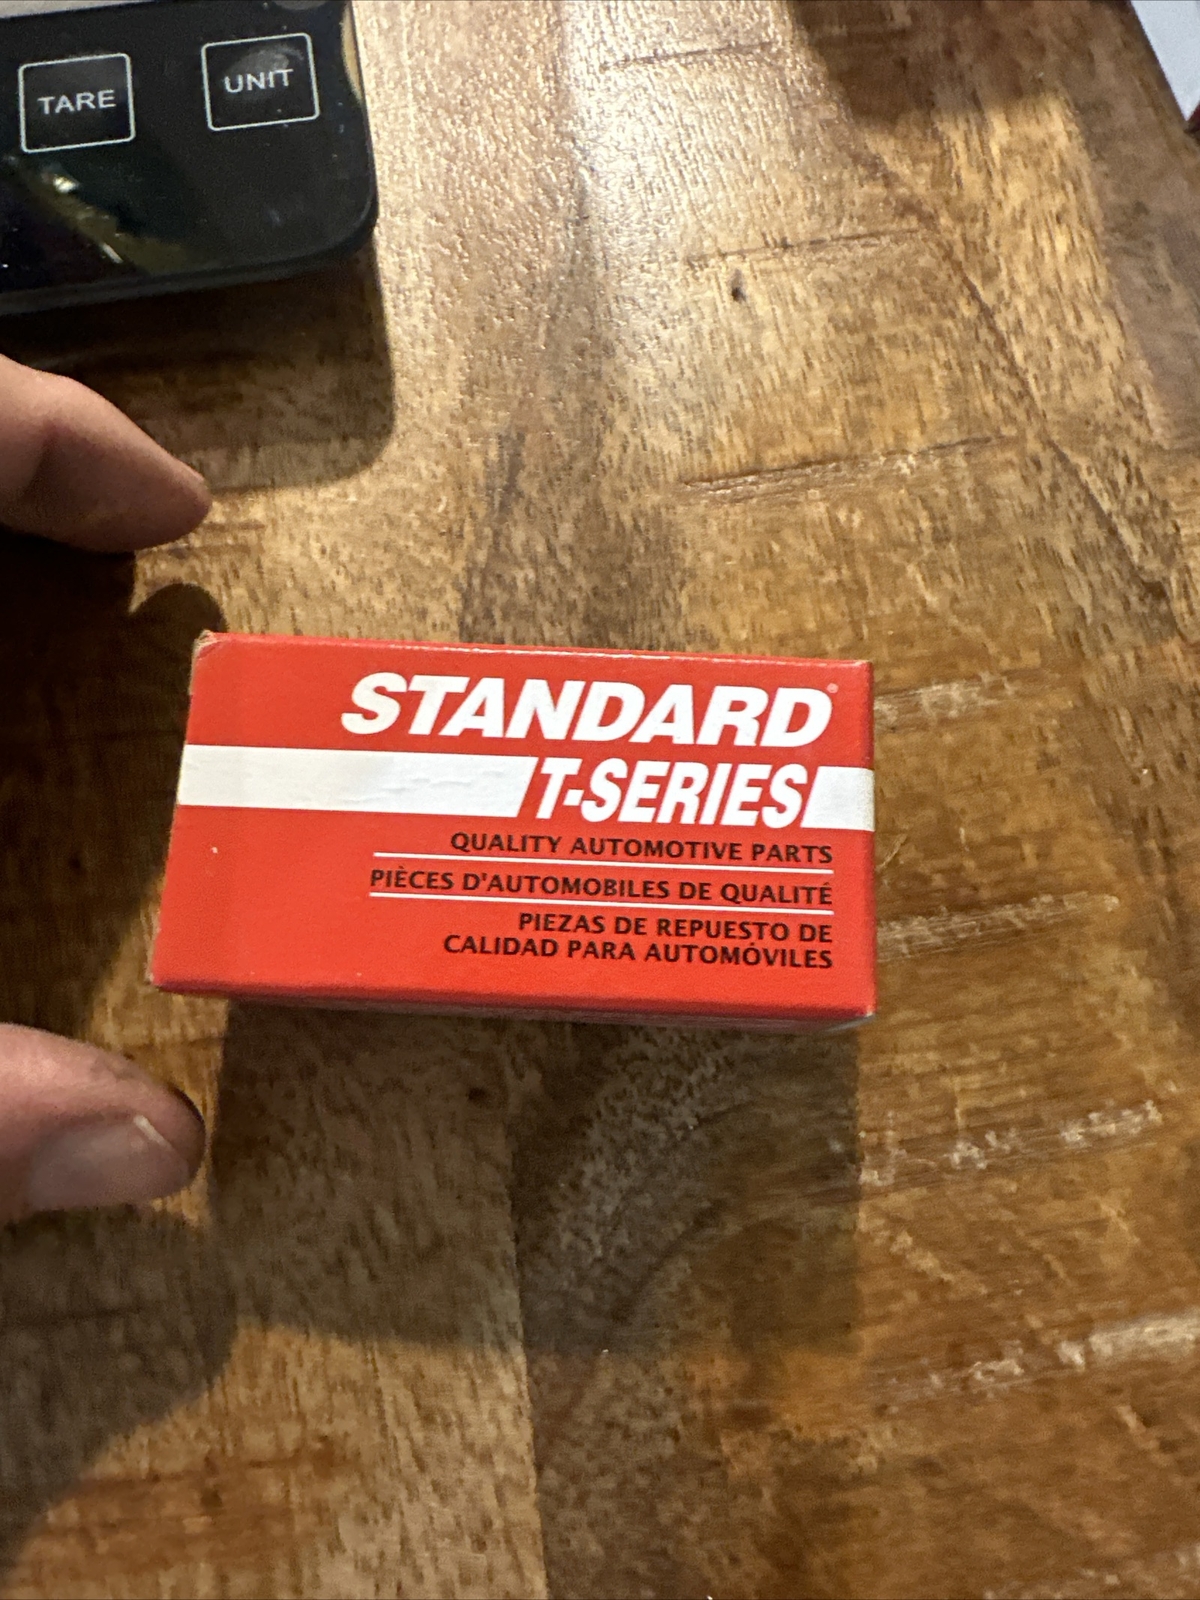 TARE
UNIT
STANDARD®
T-SERIES
QUALITY AUTOMOTIVE PARTS
PIÈCES D'AUTOMOBILES DE QUALITÉ
PIEZAS DE REPUESTO DE
CALIDAD PARA AUTOMÓVILES